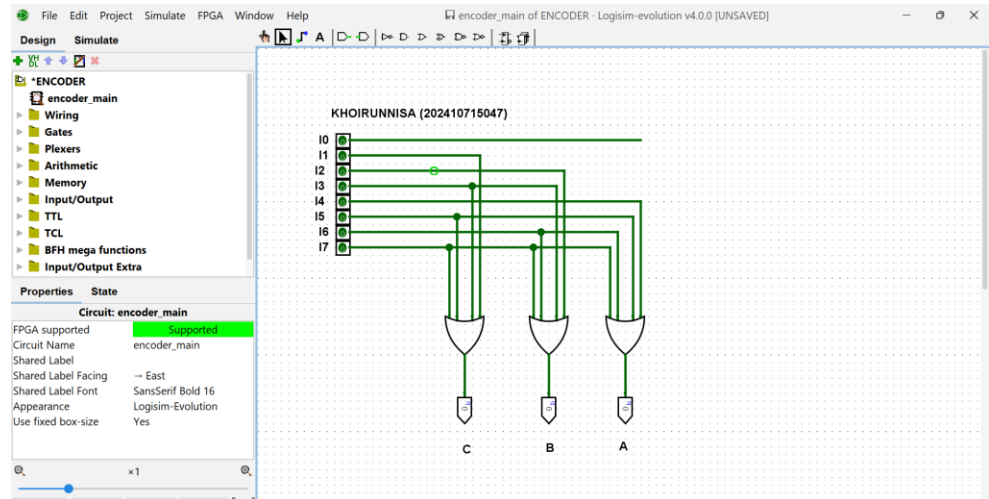 File Edit Project Simulate FPGA Window Help
encoder_main of ENCODER · Logisim-evolution v4.0.0 [UNSAVED]
Design Simulate
A
VH
DL
*ENCODER
encoder_main
Wiring
Gates
Plexers
Arithmetic
Memory
Input/Output
TTL
TCL
BFH mega functions
Input/Output Extra
Properties State
Circuit: encoder_main
FPGA supported Supported
Circuit Name encoder_main
Shared Label
Shared Label Facing → East
Shared Label Font SansSerif Bold 16
Appearance Logisim-Evolution
Use fixed box-size Yes
×1
KHOIRUNNISA (202410715047)
I0
I1
I2
I3
I4
I5
I6
I7
C B A